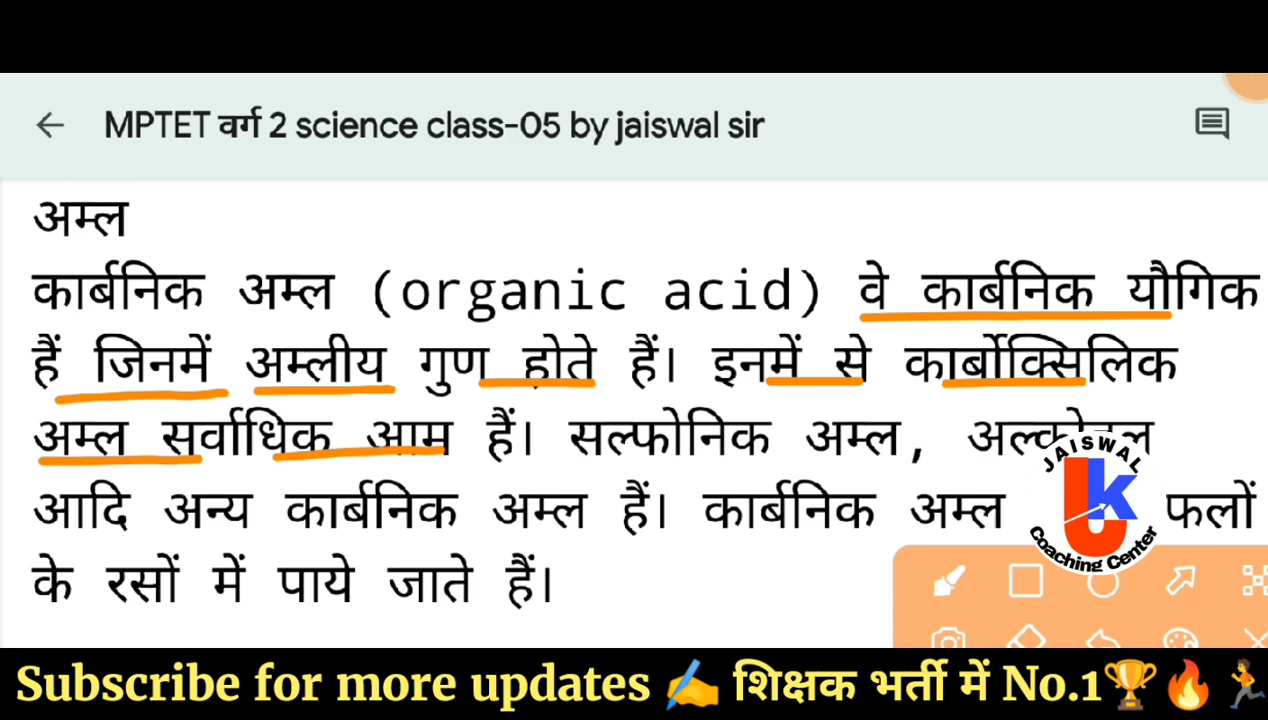 MPTET वर्ग 2 science class-05 by jaiswal sir
अम्ल
कार्बनिक अम्ल (organic acid) वे कार्बनिक यौगिक
हैं जिनमें अम्लीय गुण होते हैं। इनमें से कार्बोक्सिलिक
अम्ल सर्वाधिक आम हैं। सल्फोनिक अम्ल,
आदि अन्य कार्बनिक अम्ल हैं। कार्बनिक अम्ल फलों
के रसों में पाये जाते हैं।
JAISWAL
UK
Coaching Center
Subscribe for more updates ✍️ शिक्षक भर्ती में No.1🏆🔥🏃